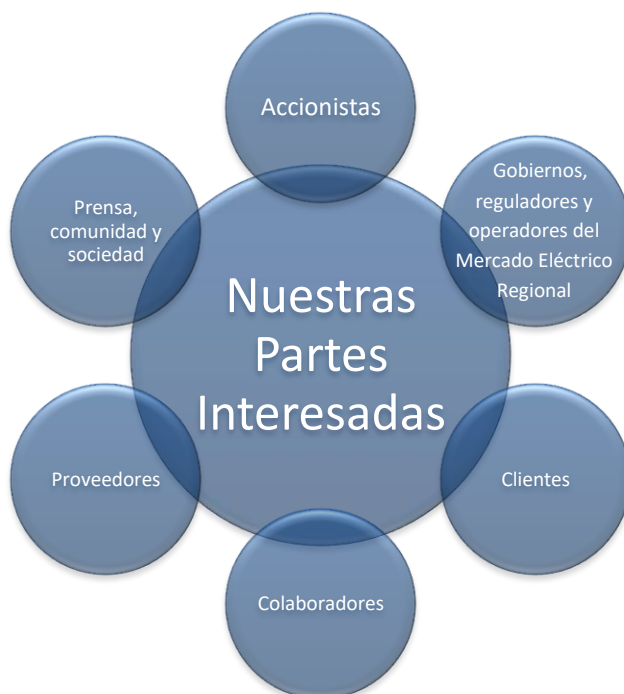 Accionistas
Gobiernos,
reguladores y
operadores del
Mercado Eléctrico
Regional
Prensa,
comunidad y
sociedad
Nuestras
Partes
Interesadas
Proveedores
Clientes
Colaboradores